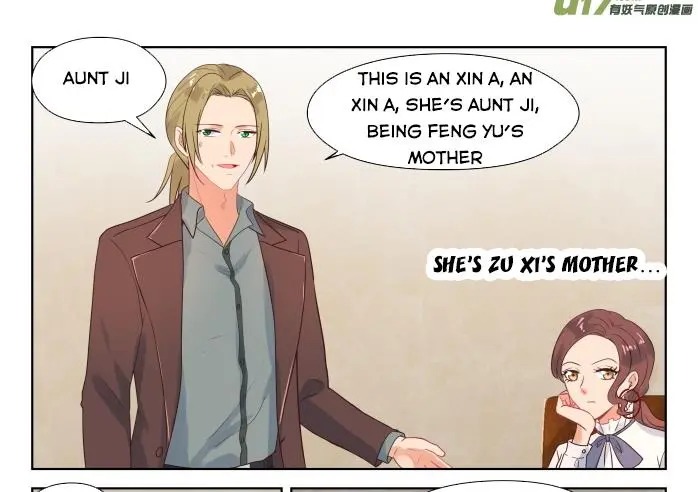 U17
有妖气原创漫画
AUNT JI
THIS IS AN XIN A, AN
XIN A, SHE'S AUNT JI,
BEING FENG YU'S
MOTHER
SHE'S ZU XI'S MOTHER...